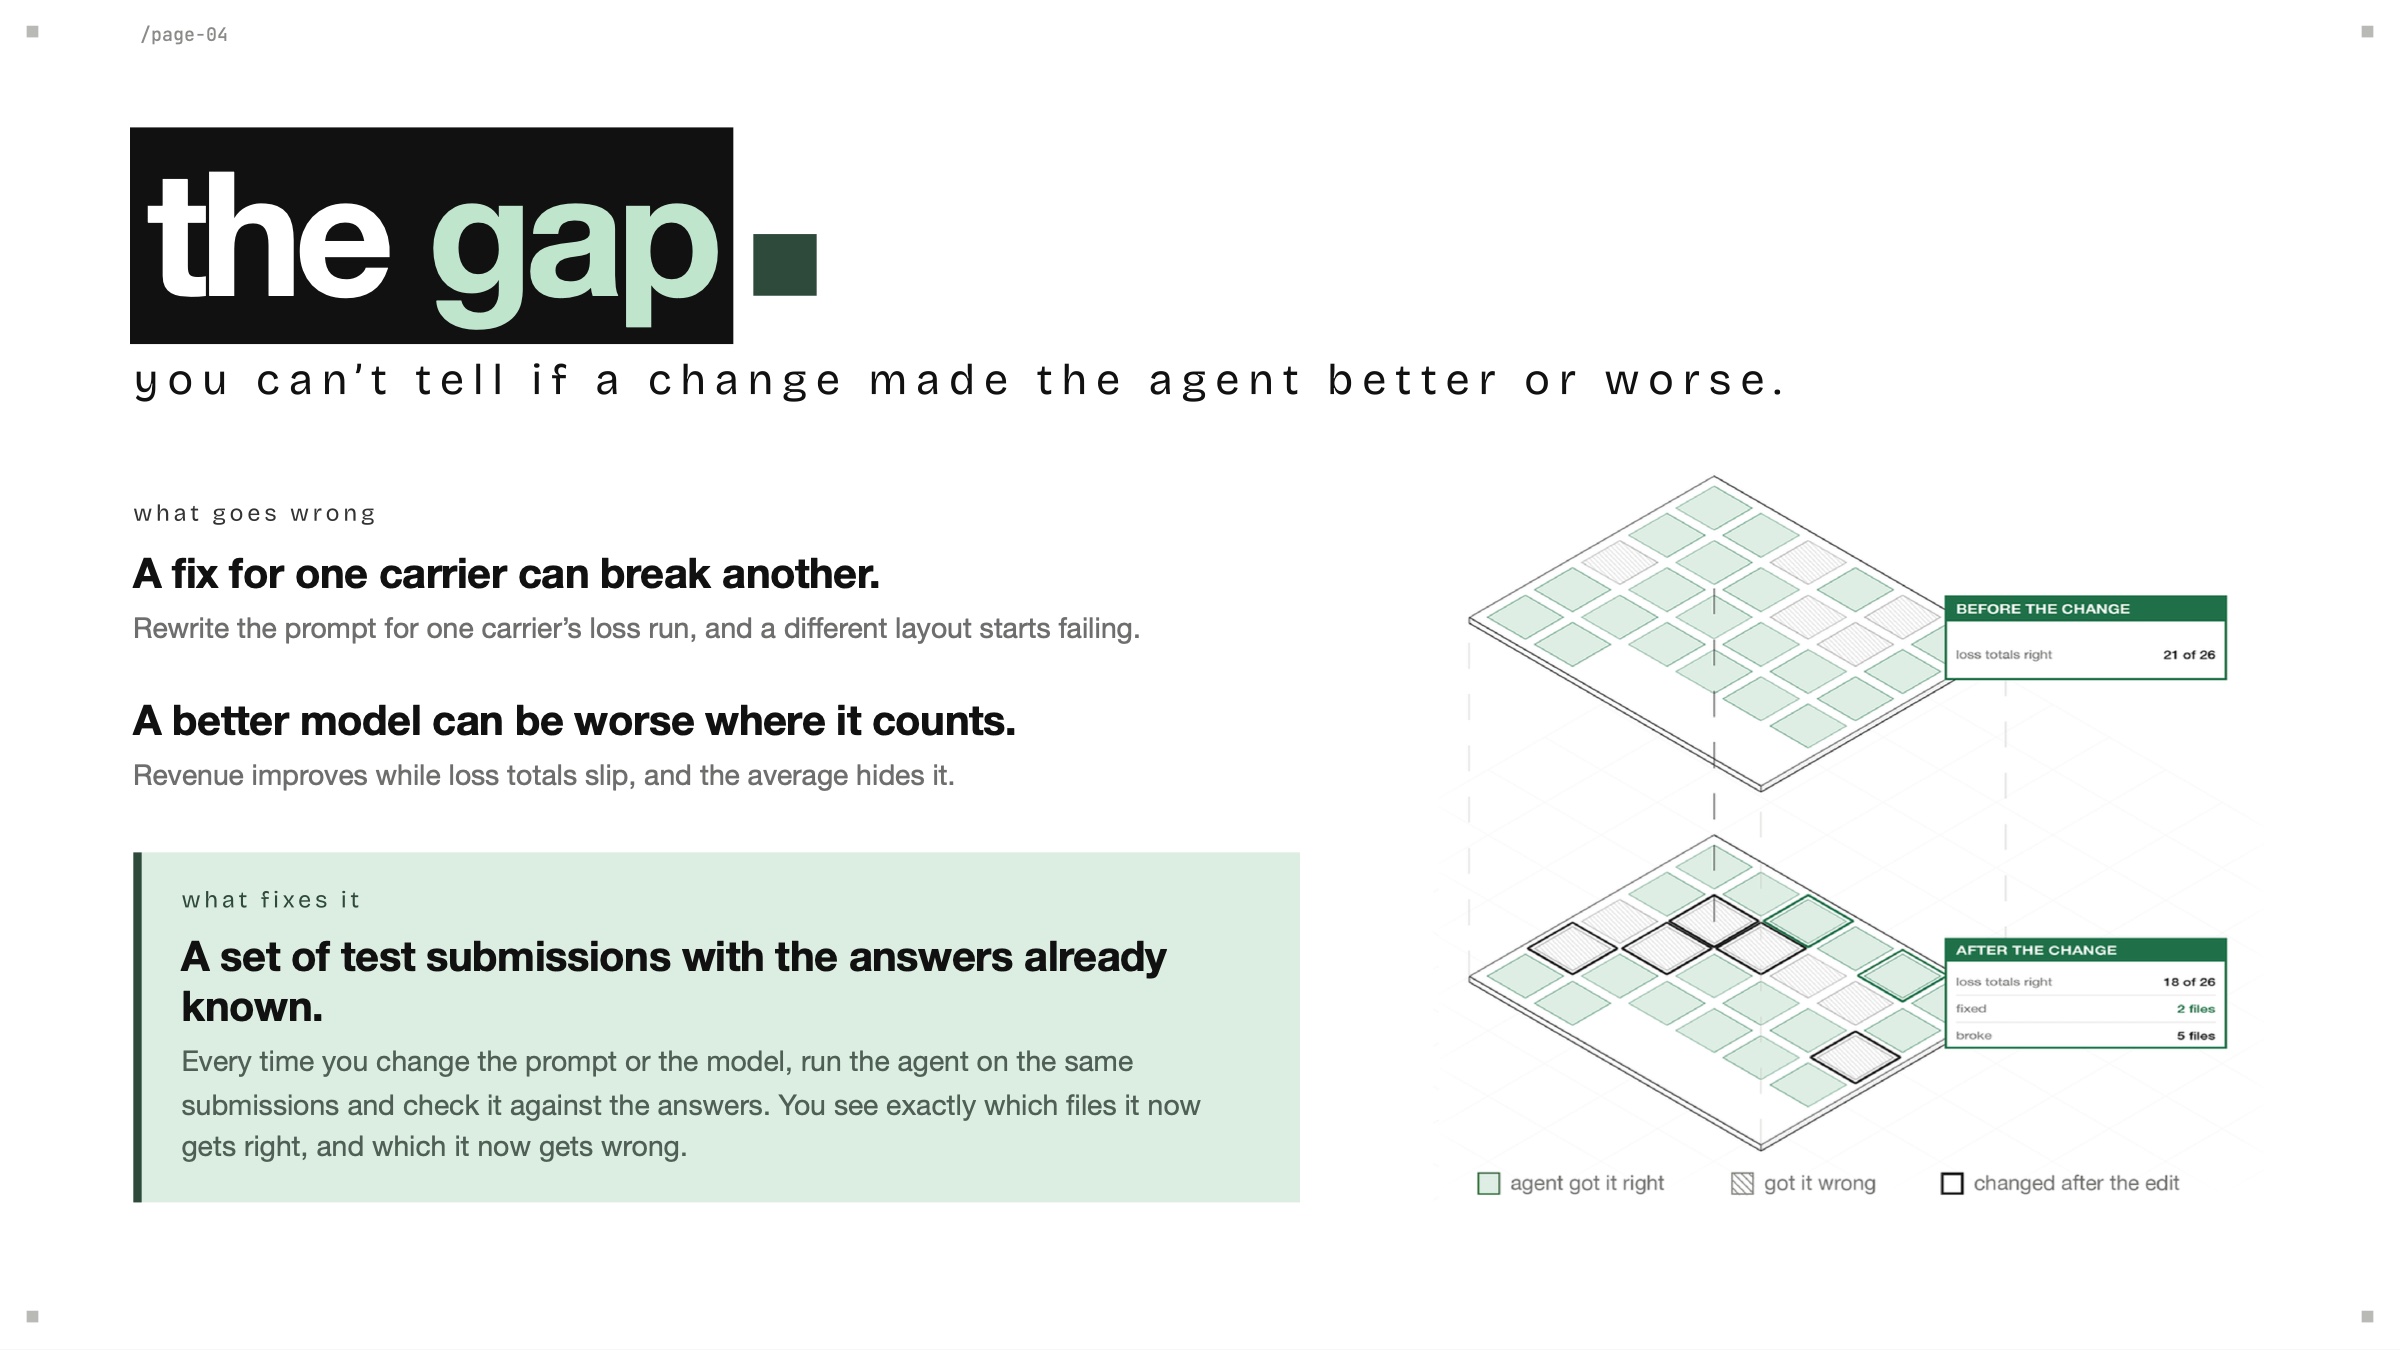 /page-04
the gap
you can't tell if a change made the agent better or worse.
what goes wrong
A fix for one carrier can break another.
Rewrite the prompt for one carrier's loss run, and a different layout starts failing.
A better model can be worse where it counts.
Revenue improves while loss totals slip, and the average hides it.
what fixes it
A set of test submissions with the answers already
known.
Every time you change the prompt or the model, run the agent on the same
submissions and check it against the answers. You see exactly which files it now
gets right, and which it now gets wrong.
BEFORE THE CHANGE
loss totals right 21 of 26
AFTER THE CHANGE
loss totals right 18 of 26
fixed 2 files
broke 5 files
agent got it right got it wrong changed after the edit